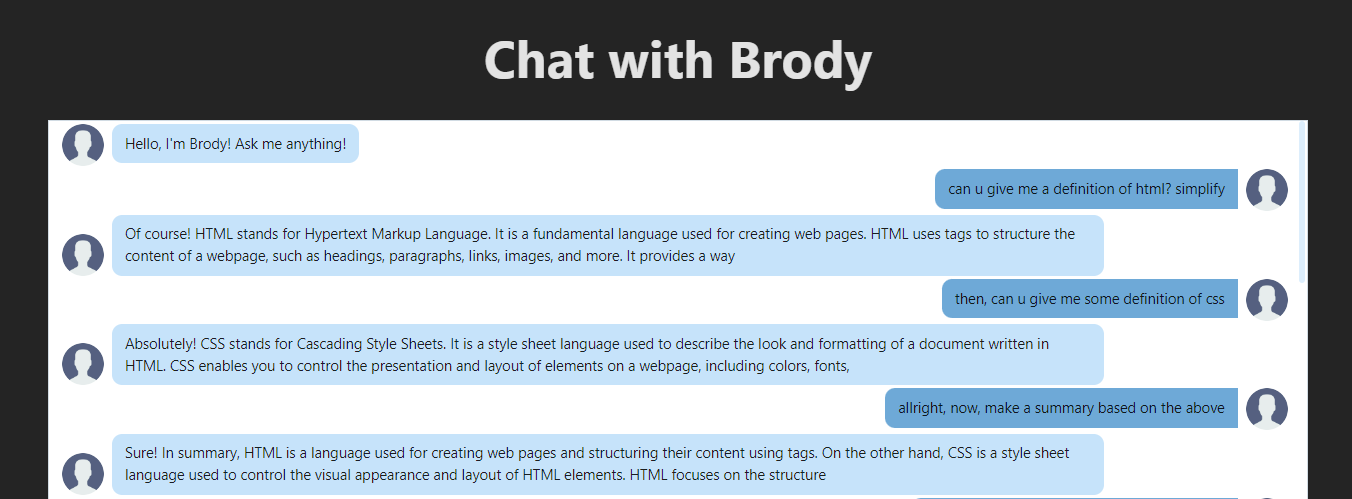 Chat with Brody
Hello, I'm Brody! Ask me anything!
can u give me a definition of html? simplify
Of course! HTML stands for Hypertext Markup Language. It is a fundamental language used for creating web pages. HTML uses tags to structure the
content of a webpage, such as headings, paragraphs, links, images, and more. It provides a way
then, can u give me some definition of css
Absolutely! CSS stands for Cascading Style Sheets. It is a style sheet language used to describe the look and formatting of a document written in
HTML. CSS enables you to control the presentation and layout of elements on a webpage, including colors, fonts,
allright, now, make a summary based on the above
Sure! In summary, HTML is a language used for creating web pages and structuring their content using tags. On the other hand, CSS is a style sheet
language used to control the visual appearance and layout of HTML elements. HTML focuses on the structure